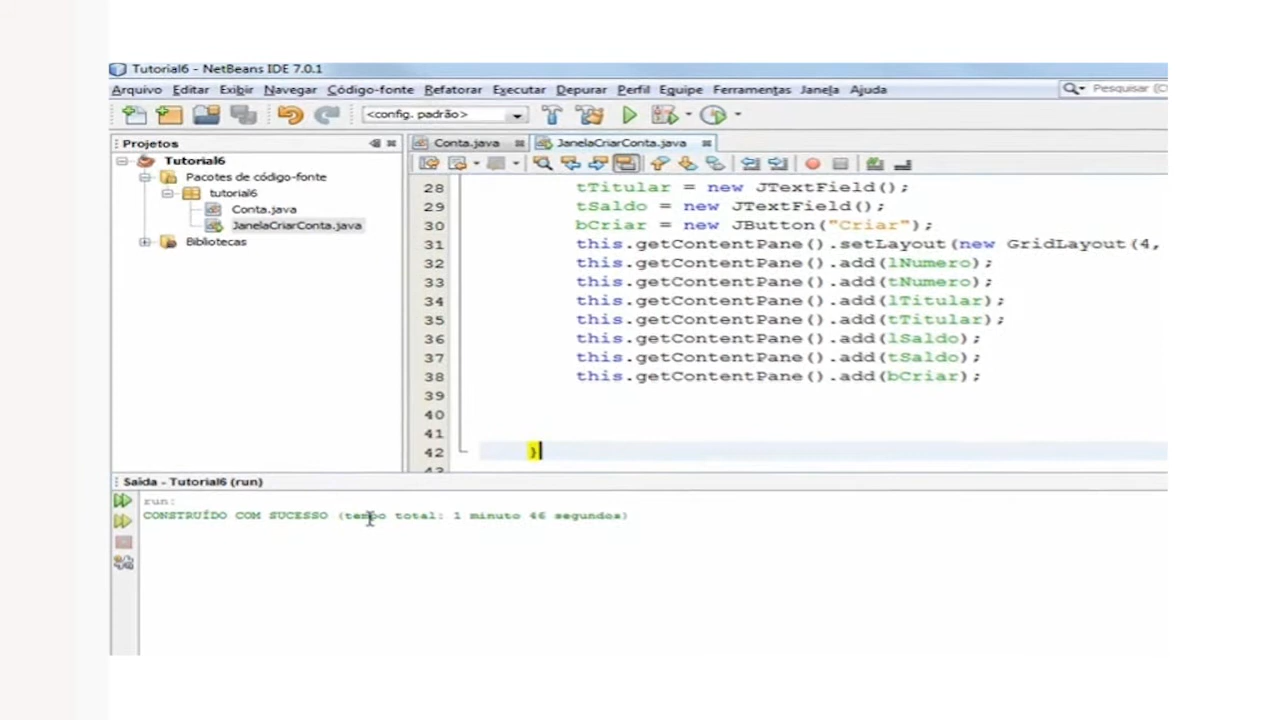 Tutorial6 - NetBeans IDE 7.0.1
Arquivo Editar Exibir Navegar Código-fonte Refatorar Executar Depurar Perfil Equipe Ferramentas Janela Ajuda
Pesquisar (C
<config. padrão>
Projetos
Tutorial6
Pacotes de código-fonte
tutorial6
Conta.java
JanelaCriarConta.java
Bibliotecas
Conta.java JanelaCriarConta.java
28 tTitular = new JTextField();
29 tSaldo = new JTextField();
30 bCriar = new JButton("Criar");
31 this.getContentPane().setLayout(new GridLayout(4,
32 this.getContentPane().add(lNumero);
33 this.getContentPane().add(tNumero);
34 this.getContentPane().add(lTitular);
35 this.getContentPane().add(tTitular);
36 this.getContentPane().add(lSaldo);
37 this.getContentPane().add(tSaldo);
38 this.getContentPane().add(bCriar);
39
40
41
42 }
43
Saída - Tutorial6 (run)
run:
CONSTRUÍDO COM SUCESSO (tempo total: 1 minuto 46 segundos)